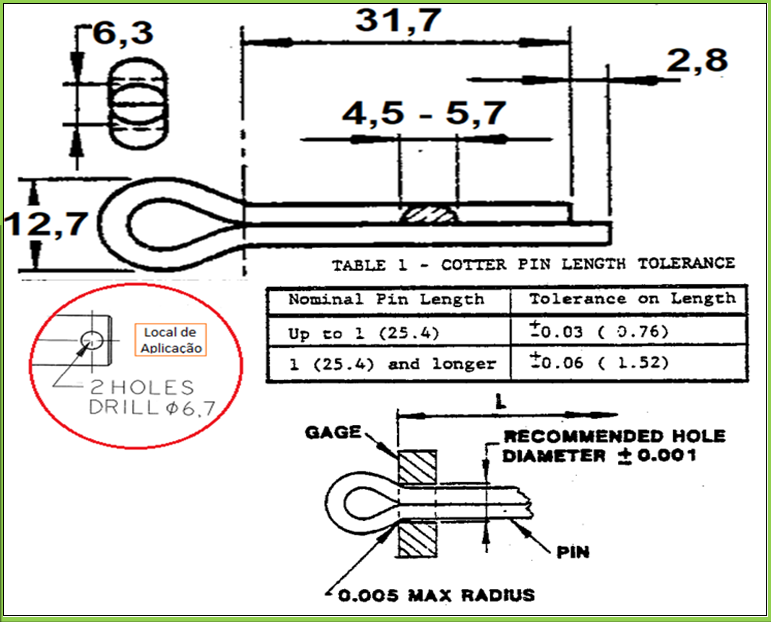 6,3
31,7
2,8
4,5 - 5,7
12,7
TABLE 1 - COTTER PIN LENGTH TOLERANCE
Nominal Pin Length Tolerance on Length
Up to 1 (25.4) ±0.03 ( 0.76)
1 (25.4) and longer ±0.06 ( 1.52)
Local de
Aplicação
2 HOLES
DRILL ϕ6,7
L
GAGE
RECOMMENDED HOLE
DIAMETER ± 0.001
PIN
0.005 MAX RADIUS